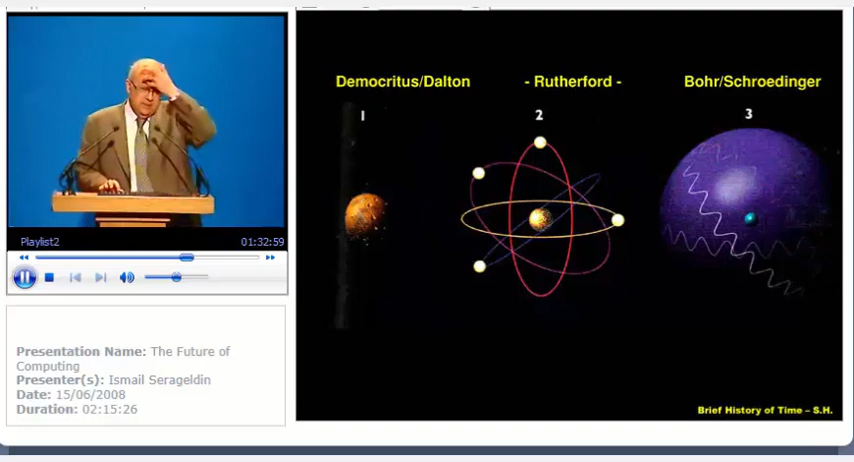 Democritus/Dalton - Rutherford - Bohr/Schroedinger
1 2 3
Playlist2 01:32:59
Presentation Name: The Future of
Computing
Presenter(s): Ismail Serageldin
Date: 15/06/2008
Duration: 02:15:26
Brief History of Time – S.H.